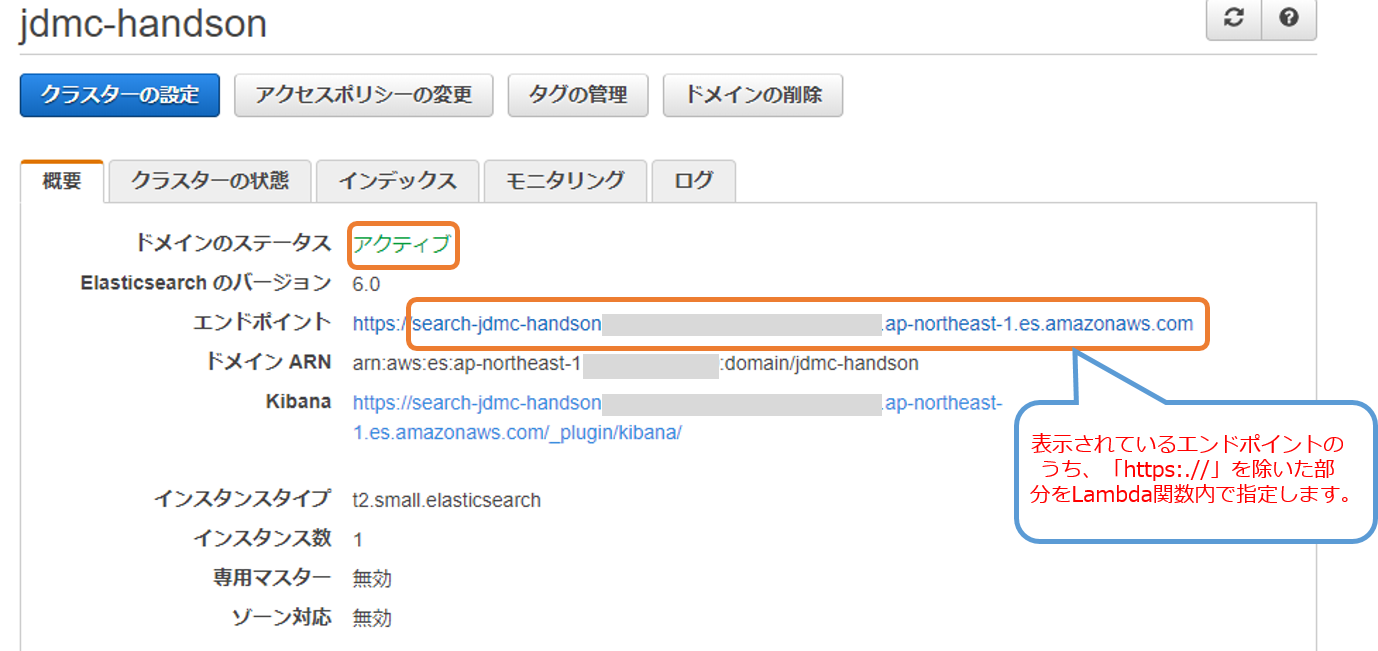 jdmc-handson
クラスターの設定 アクセスポリシーの変更 タグの管理 ドメインの削除
概要 クラスターの状態 インデックス モニタリング ログ
ドメインのステータス アクティブ
Elasticsearch のバージョン 6.0
エンドポイント https://search-jdmc-handson .ap-northeast-1.es.amazonaws.com
ドメイン ARN arn:aws:es:ap-northeast-1 :domain/jdmc-handson
Kibana https://search-jdmc-handson .ap-northeast-
1.es.amazonaws.com/_plugin/kibana/
表示されているエンドポイントの
うち、「https:.//」を除いた部
分をLambda関数内で指定します。
インスタンスタイプ t2.small.elasticsearch
インスタンス数 1
専用マスター 無効
ゾーン対応 無効